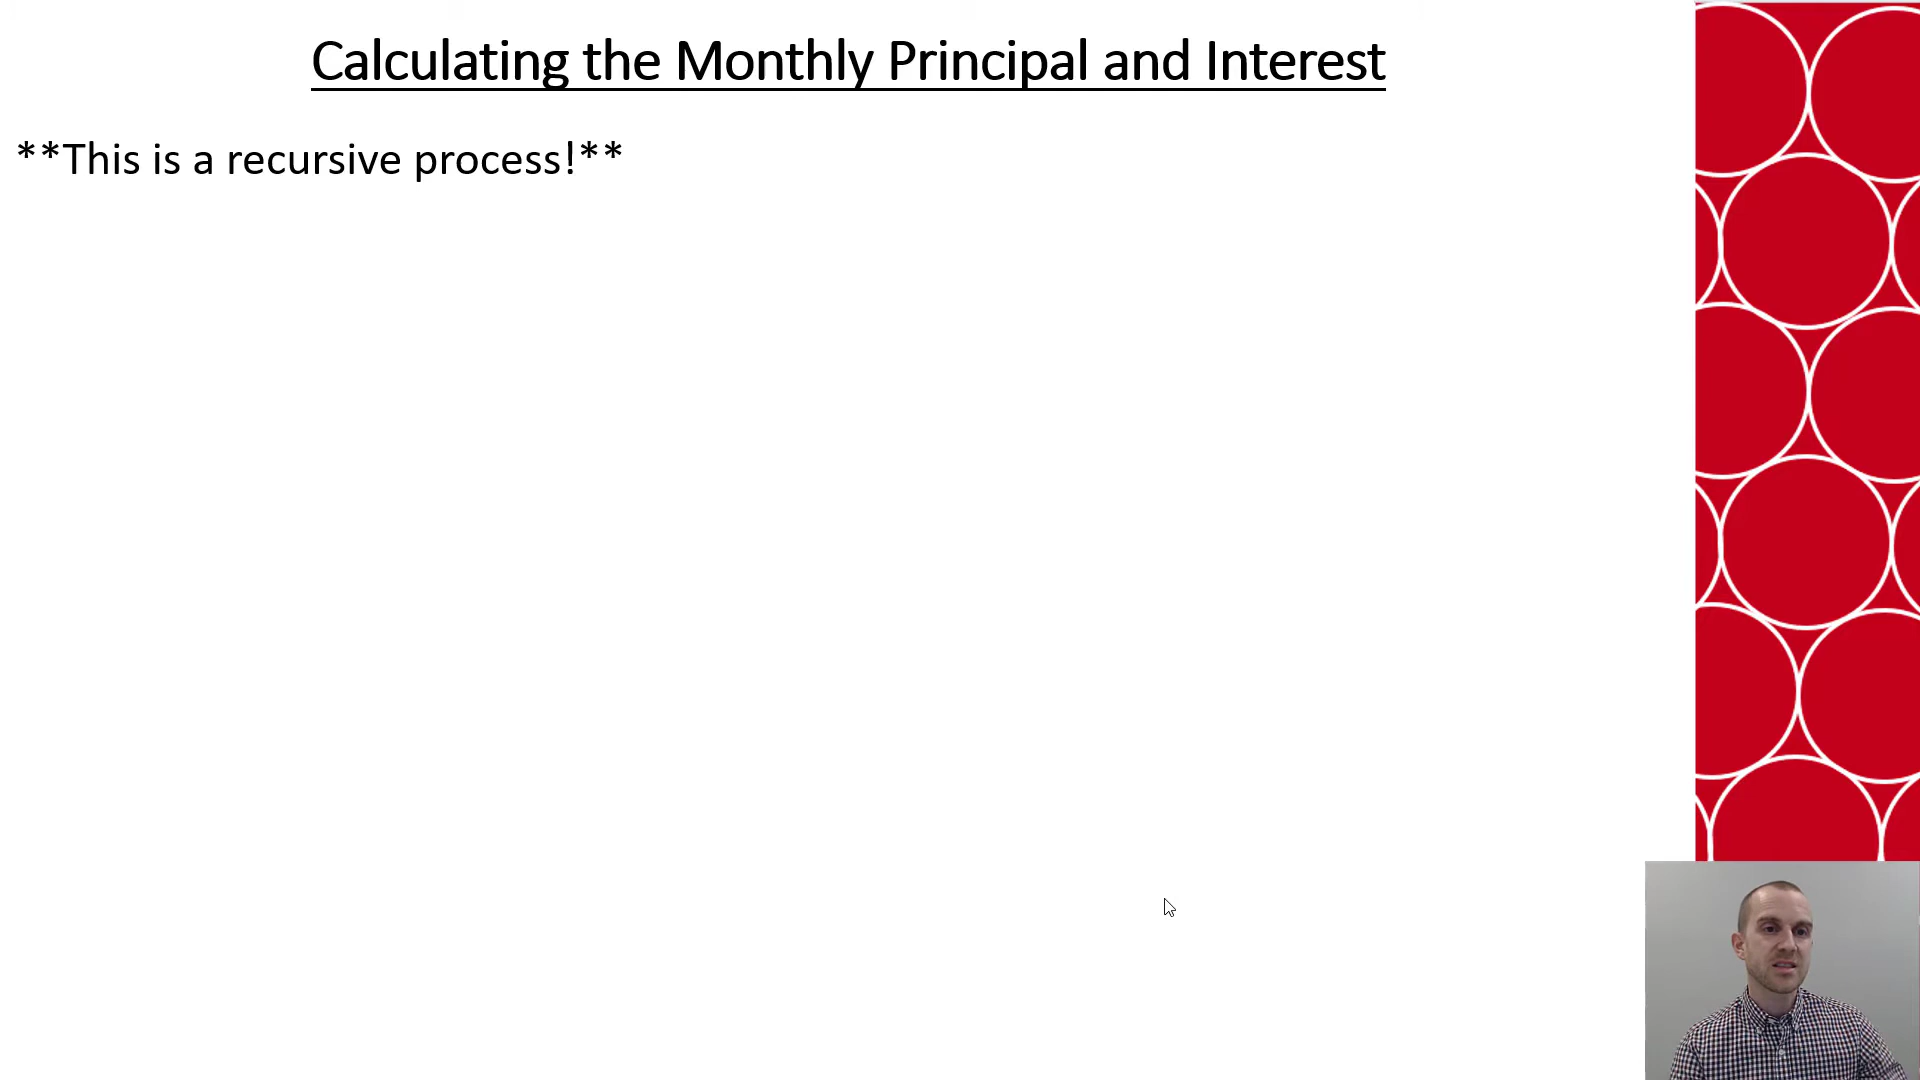 Calculating the Monthly Principal and Interest
**This is a recursive process!**